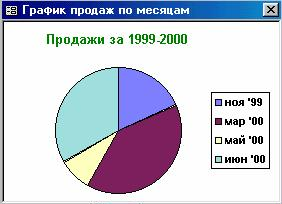 График продаж по месяцам
Продажи за 1999-2000
ноя '99
мар '00
май '00
июн '00